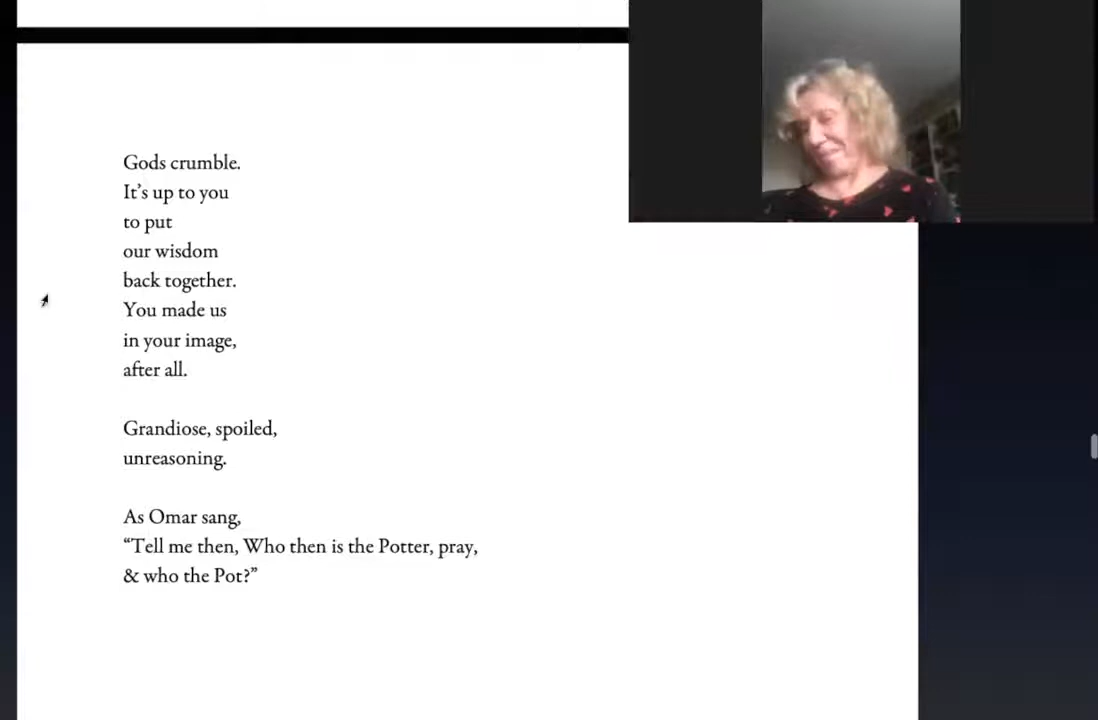 Gods crumble.
It’s up to you
to put
our wisdom
back together.
You made us
in your image,
after all.
Grandiose, spoiled,
unreasoning.
As Omar sang,
“Tell me then, Who then is the Potter, pray,
& who the Pot?”